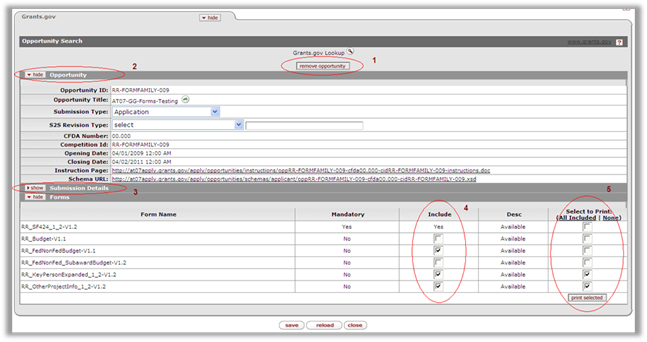 Grants.gov
hide
Opportunity Search
www.grants.gov ?
Grants.gov Lookup
1
remove opportunity
2
hide Opportunity
Opportunity ID: RR-FORMFAMILY-009
Opportunity Title: AT07-GG-Forms-Testing
Submission Type: Application
S2S Revision Type: select
CFDA Number: 00.000
Competition Id: RR-FORMFAMILY-009
Opening Date: 04/01/2009 12:00 AM
Closing Date: 04/02/2011 12:00 AM
Instruction Page: http://at07apply.grants.gov/apply/opportunities/instructions/oppRR-FORMFAMILY-009-cfda00.000-cidRR-FORMFAMILY-009-instructions.doc
Schema URL: http://at07apply.grants.gov/apply/opportunities/schemas/applicant/oppRR-FORMFAMILY-009-cfda00.000-cidRR-FORMFAMILY-009.xsd
show Submission Details
3
5
hide Forms
4
Form Name Mandatory Include Desc Select to Print: (All Included | None)
RR_SF424_1_2-V1.2 Yes Yes Available
RR_Budget-V1.1 No Available
RR_FedNonFedBudget-V1.1 No Available
RR_FedNonFed_SubawardBudget-V1.2 No Available
RR_KeyPersonExpanded_1_2-V1.2 No Available
RR_OtherProjectInfo_1_2-V1.2 No Available
print selected
save reload close